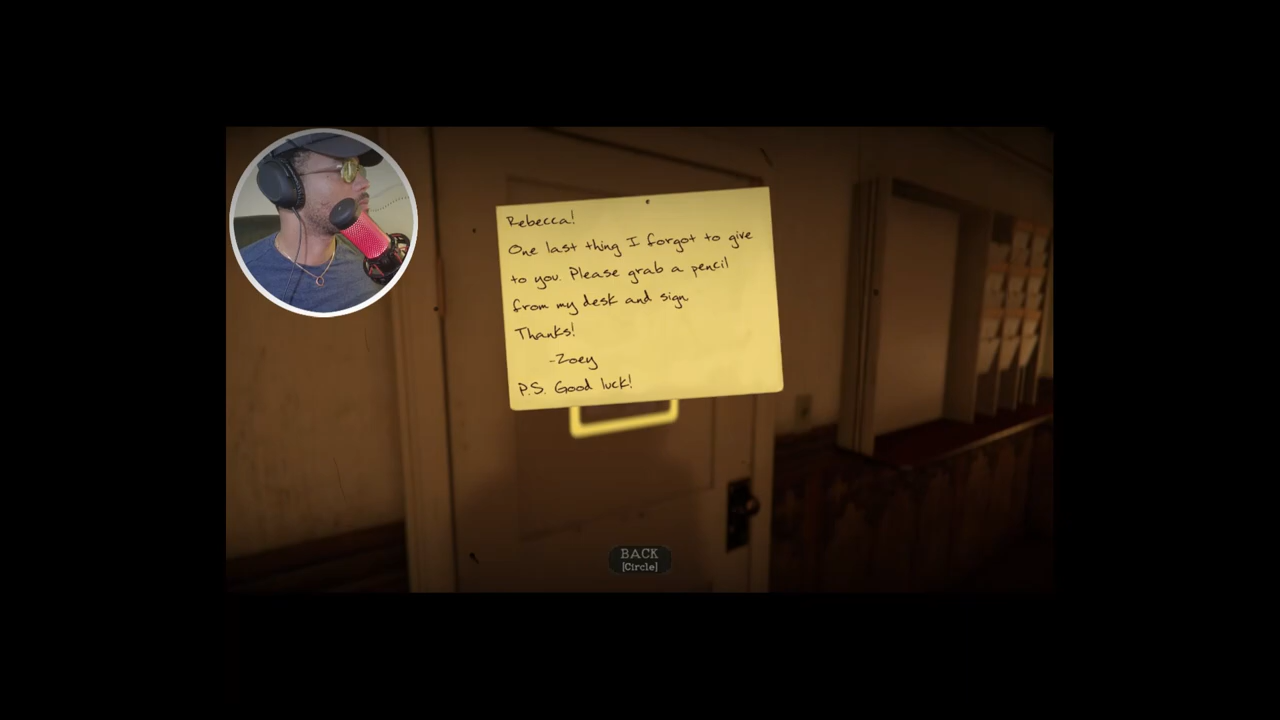 Rebecca!
One last thing I forgot to give
to you. Please grab a pencil
from my desk and sign.
Thanks!
-Zoey
P.S. Good luck!
BACK
[Circle]